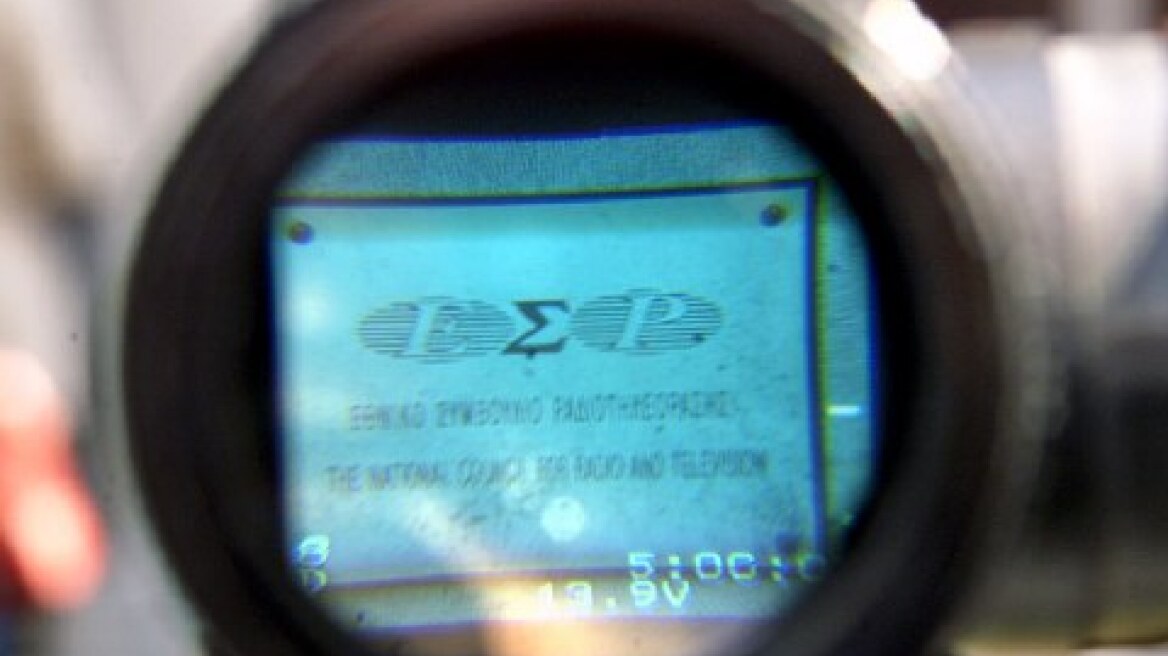 ΕΣΡ
ΕΘΝΙΚΟ ΣΥΜΒΟΥΛΙΟ ΡΑΔΙΟΤΗΛΕΟΡΑΣΗΣ
THE NATIONAL COUNCIL FOR RADIO AND TELEVISION
5:00:
13.9V